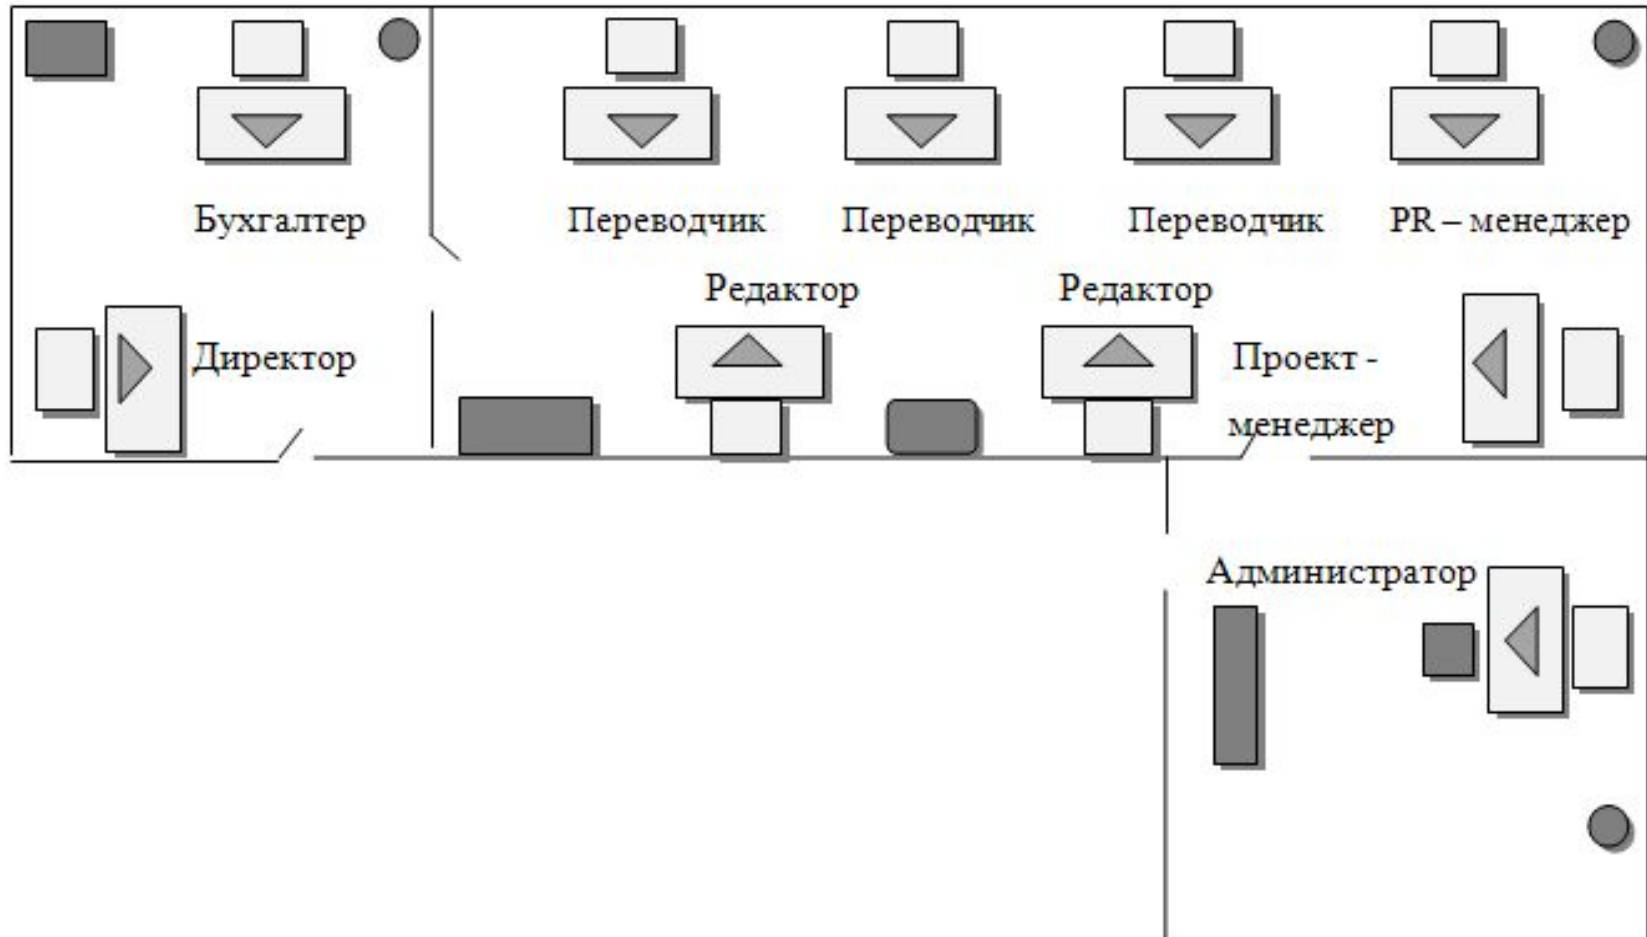 Бухгалтер
Переводчик
Переводчик
Переводчик
PR – менеджер
Редактор
Редактор
Директор
Проект -
менеджер
Администратор